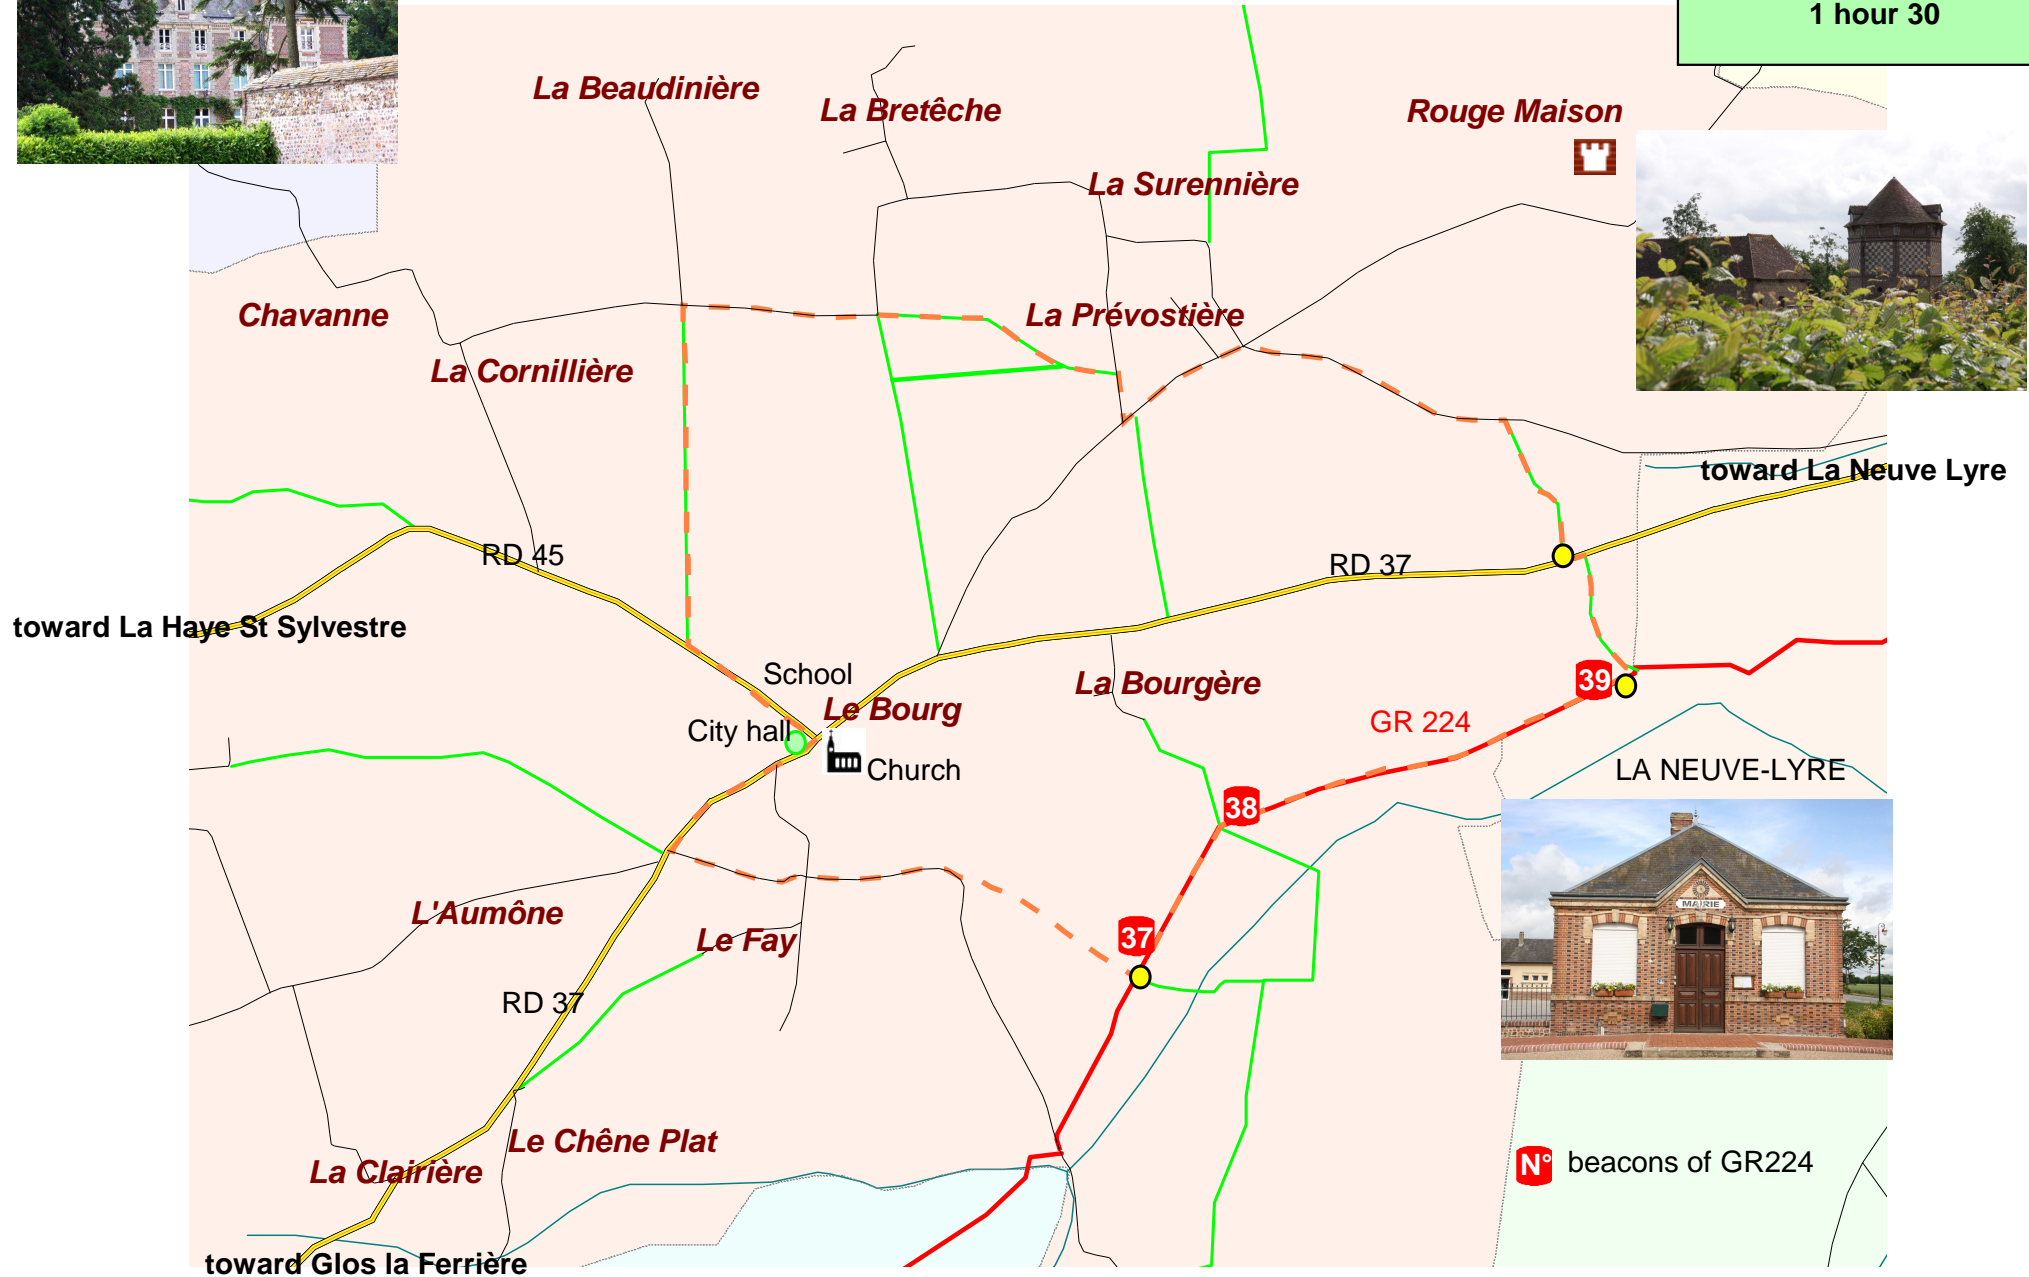 1 hour 30
La Beaudinière
La Bretêche
Rouge Maison
La Surennière
Chavanne
La Prévostière
La Cornillière
toward La Neuve Lyre
RD 45
RD 37
toward La Haye St Sylvestre
School
La Bourgère
39
Le Bourg
GR 224
City hall
Church
LA NEUVE-LYRE
38
MAIRIE
L'Aumône
37
Le Fay
RD 37
Le Chêne Plat
N° beacons of GR224
La Clairière
toward Glos la Ferrière